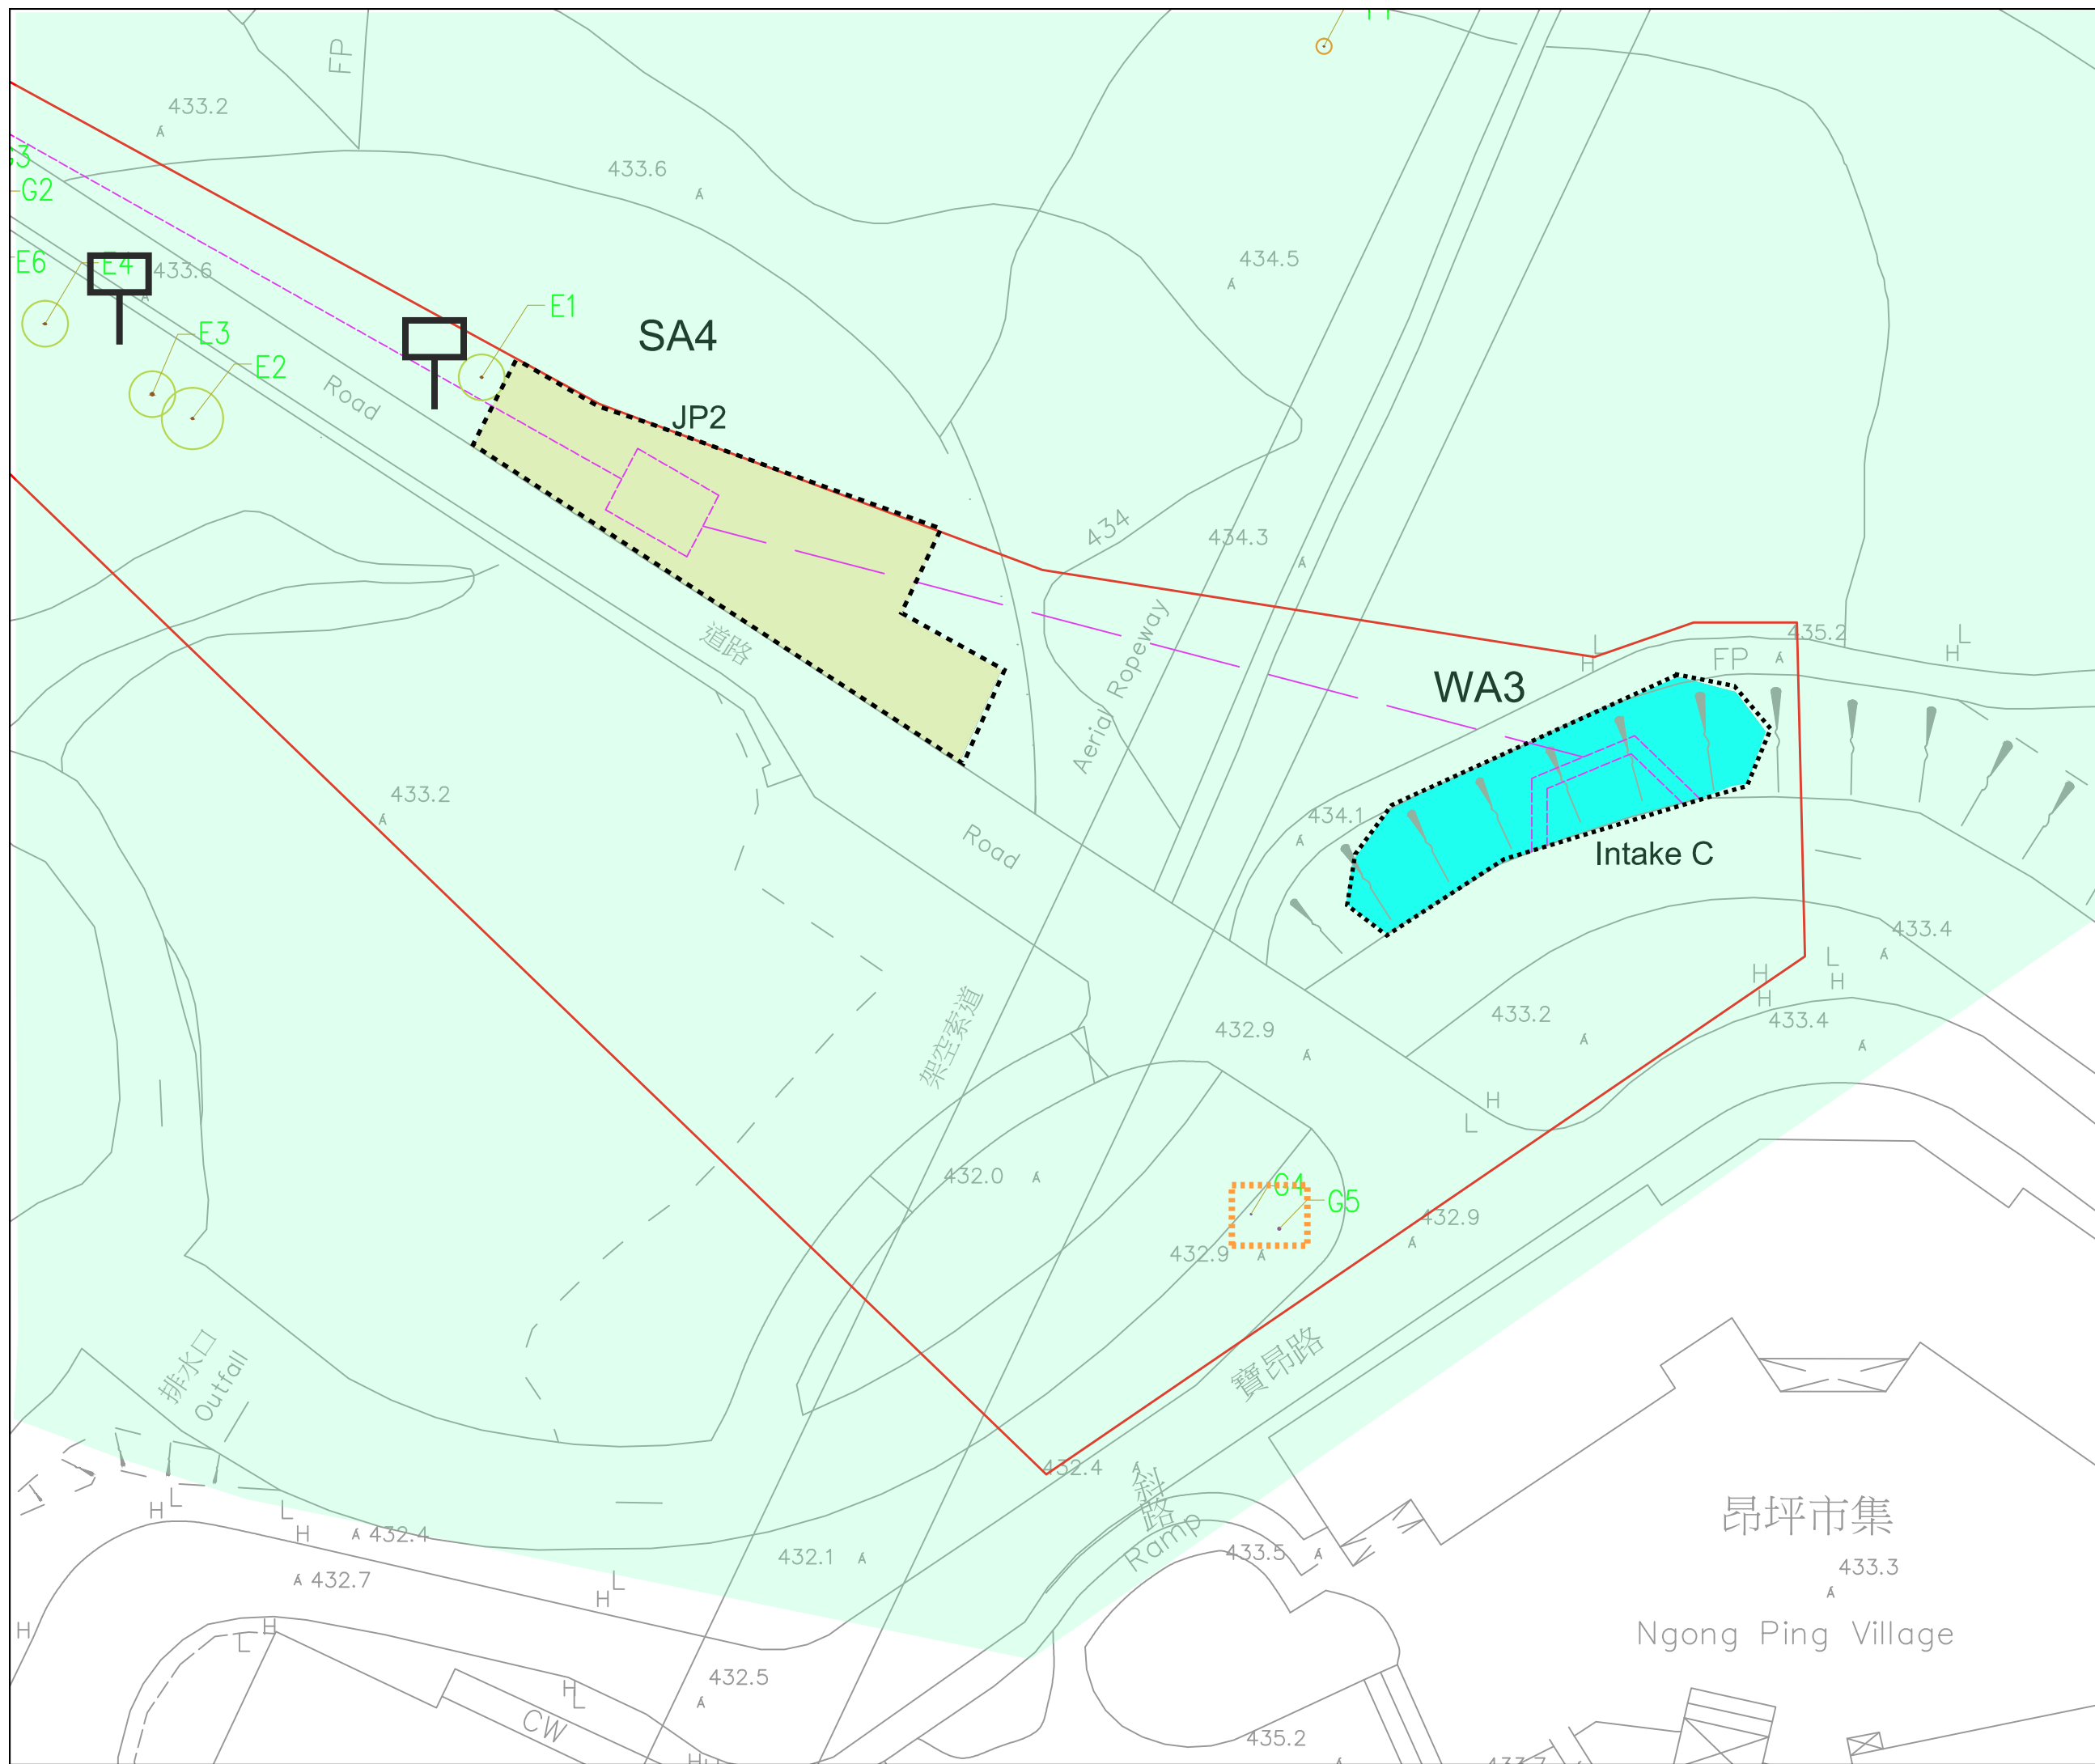 FP
433.2
433.6
G2
434.5
E6
E4
433.6
E1
E3
SA4
E2
Road
JP2
434
434.3
道路
Aerial Ropeway
L
435.2
L
H
FP
H
WA3
433.2
434.1
Road
Intake C
433.4
L
H
H
H
架空索道
432.9
433.2
433.4
H
L
432.0
G4
G5
432.9
432.9
排水口
Outfall
寶昂路
432.4
斜路
Ramp
L
H
L
H
432.4
432.1
433.5
昂坪市集
433.3
432.7
L
H
H
H
L
Ngong Ping Village
432.5
H
L
CW
435.2